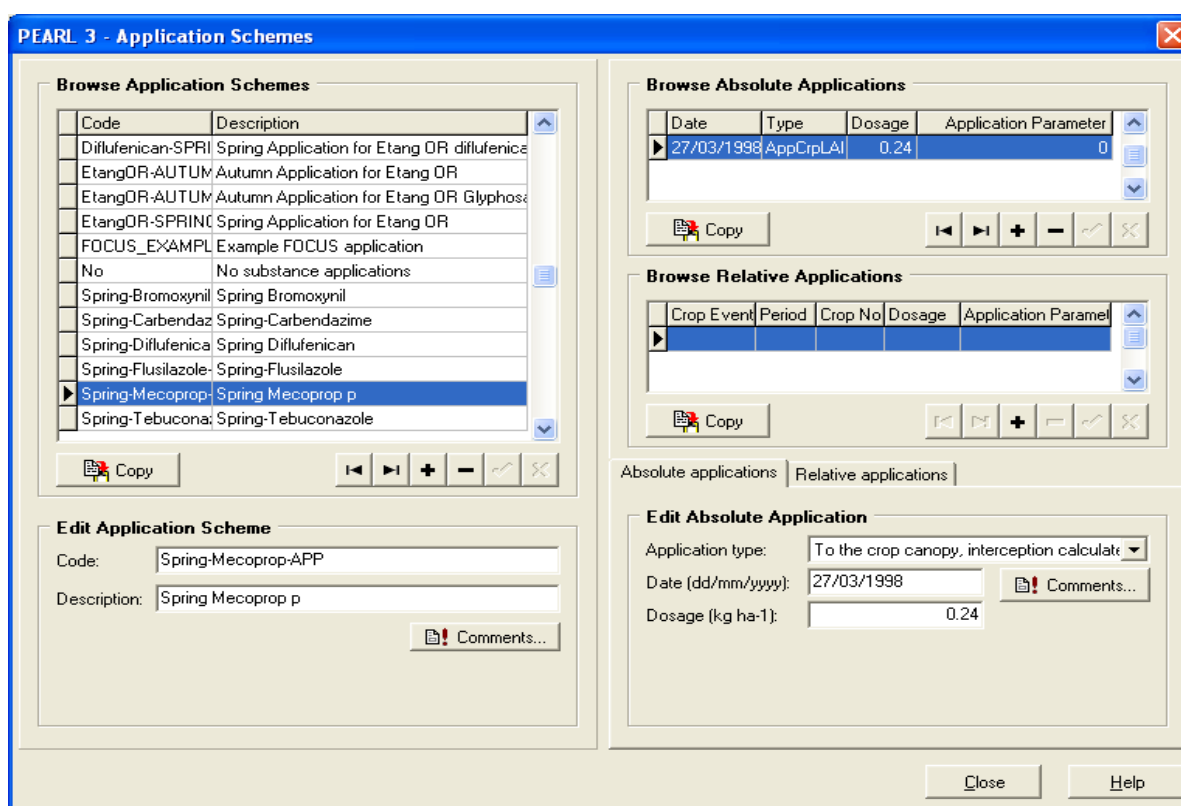 PEARL 3 - Application Schemes
Browse Application Schemes
Code Description
Diflufenican-SPRI Spring Application for Etang OR diflufenica
EtangOR-AUTUM Autumn Application for Etang OR
EtangOR-AUTUM Autumn Application for Etang OR Glyphosa
EtangOR-SPRING Spring Application for Etang OR
FOCUS_EXAMPL Example FOCUS application
No No substance applications
Spring-Bromoxynil Spring Bromoxynil
Spring-Carbendaz Spring-Carbendazime
Spring-Diflufenica Spring Diflufenican
Spring-Flusilazole- Spring-Flusilazole
Spring-Mecoprop- Spring Mecoprop p
Spring-Tebucona Spring-Tebuconazole
Copy
Edit Application Scheme
Code: Spring-Mecoprop-APP
Description: Spring Mecoprop p
Comments...
Browse Absolute Applications
Date Type Dosage Application Parameter
27/03/1998 AppCrpLAI 0.24 0
Copy
Browse Relative Applications
Crop Event Period Crop No Dosage Application Paramet
Copy
Absolute applications Relative applications
Edit Absolute Application
Application type: To the crop canopy, interception calculate
Date (dd/mm/yyyy): 27/03/1998
Comments...
Dosage (kg ha-1): 0.24
Close Help